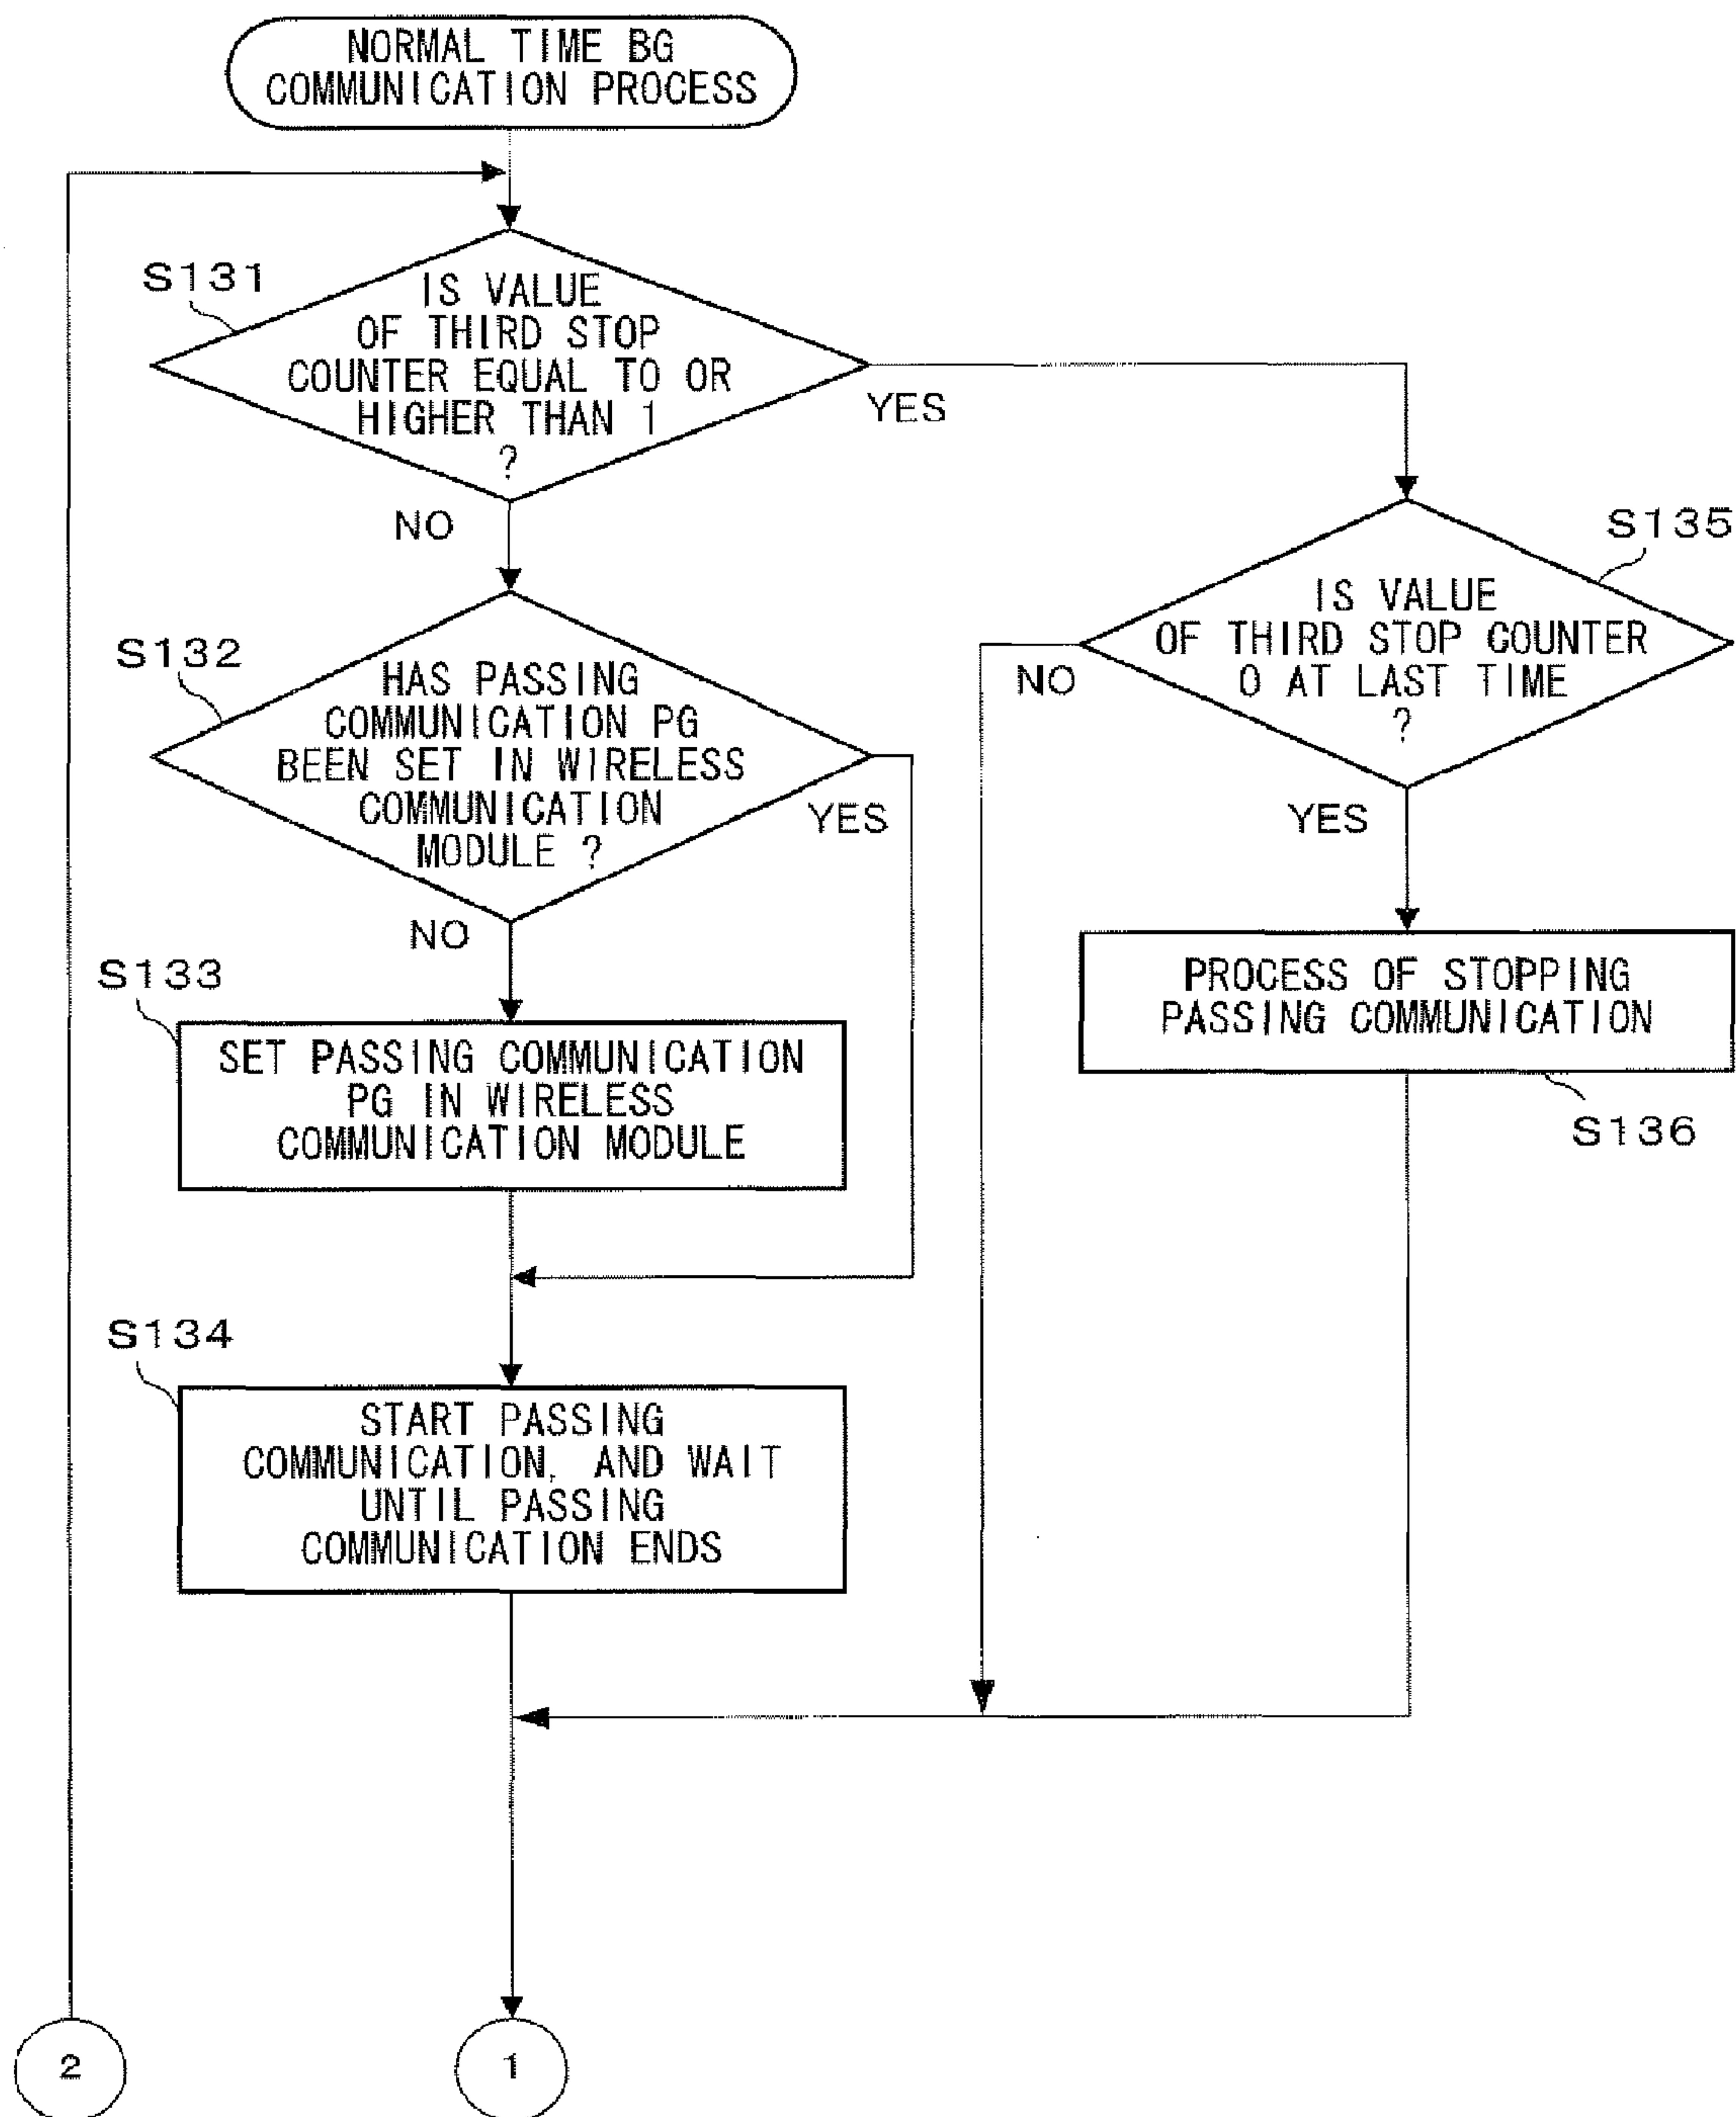 NORMAL TIME BG
COMMUNICATION PROCESS
S131
IS VALUE
OF THIRD STOP
COUNTER EQUAL TO OR
HIGHER THAN 1
?
YES
NO
S135
IS VALUE
OF THIRD STOP COUNTER
0 AT LAST TIME
?
NO
YES
S132
HAS PASSING
COMMUNICATION PG
BEEN SET IN WIRELESS
COMMUNICATION
MODULE ?
YES
NO
PROCESS OF STOPPING
PASSING COMMUNICATION
S136
S133
SET PASSING COMMUNICATION
PG IN WIRELESS
COMMUNICATION MODULE
S134
START PASSING
COMMUNICATION, AND WAIT
UNTIL PASSING
COMMUNICATION ENDS
2
1